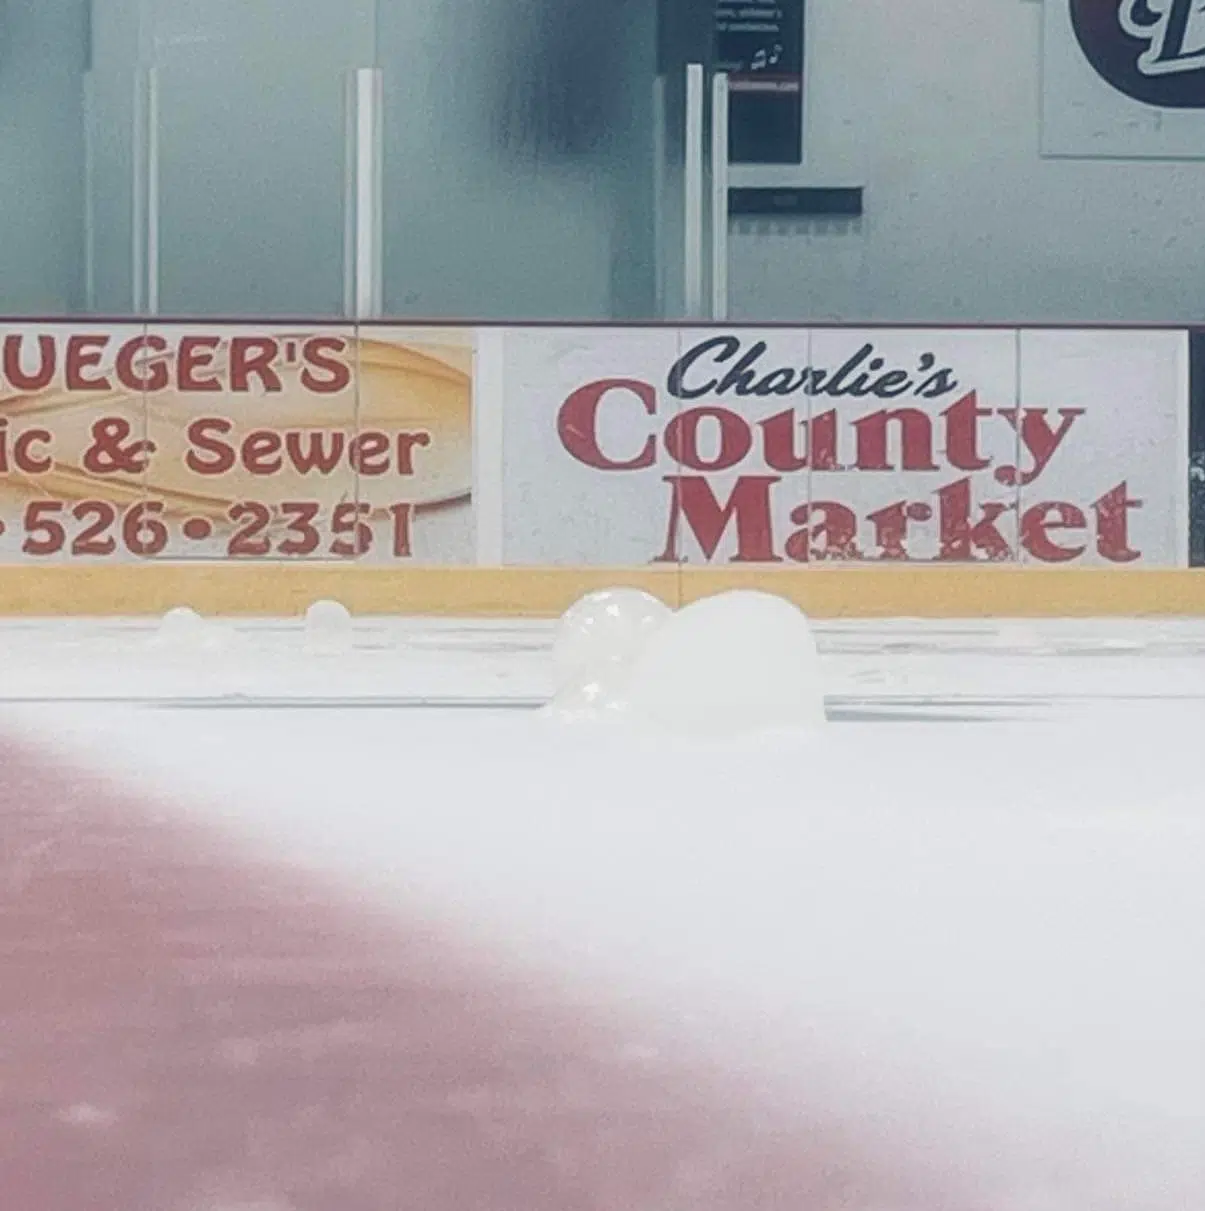 UEGER'S
ic & Sewer
• 526 • 2351
Charlie's
County
Market